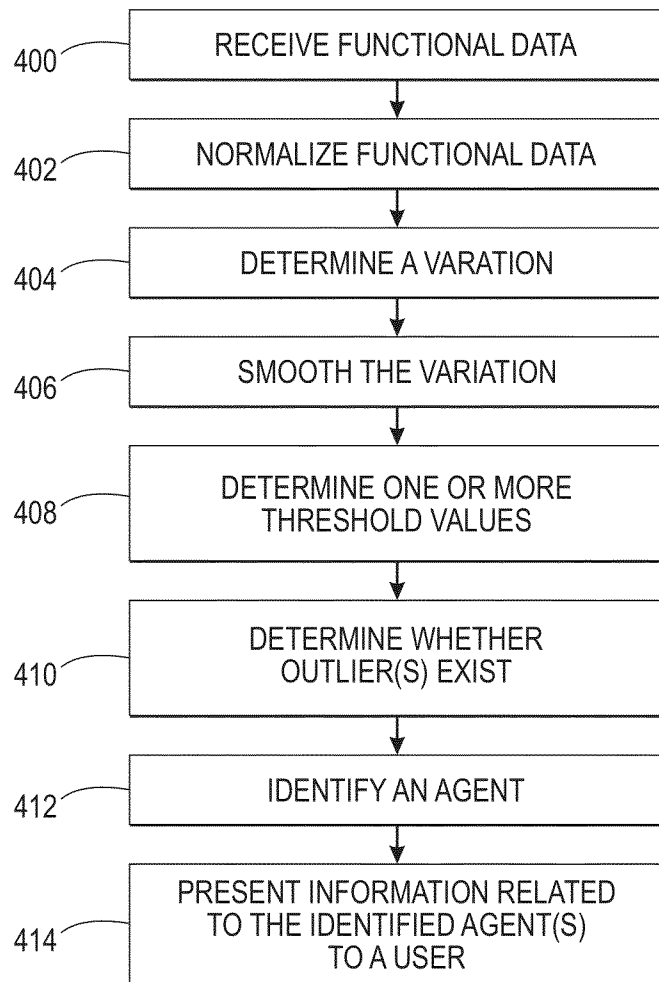 400
RECEIVE FUNCTIONAL DATA
402
NORMALIZE FUNCTIONAL DATA
404
DETERMINE A VARATION
406
SMOOTH THE VARIATION
408
DETERMINE ONE OR MORE
THRESHOLD VALUES
410
DETERMINE WHETHER
OUTLIER(S) EXIST
412
IDENTIFY AN AGENT
414
PRESENT INFORMATION RELATED
TO THE IDENTIFIED AGENT(S)
TO A USER